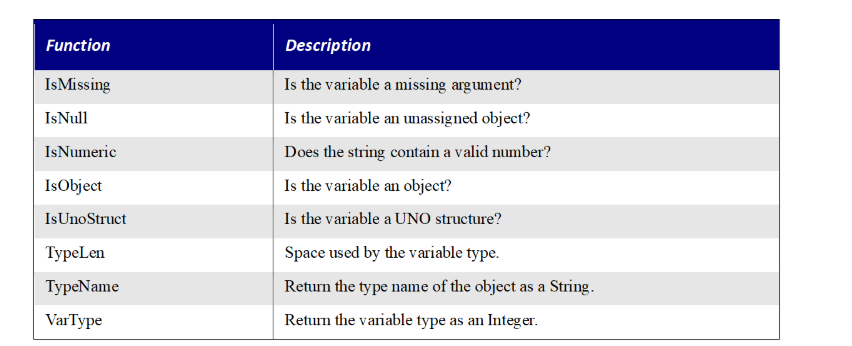 Function Description
IsMissing Is the variable a missing argument?
IsNull Is the variable an unassigned object?
IsNumeric Does the string contain a valid number?
IsObject Is the variable an object?
IsUnoStruct Is the variable a UNO structure?
TypeLen Space used by the variable type.
TypeName Return the type name of the object as a String.
VarType Return the variable type as an Integer.